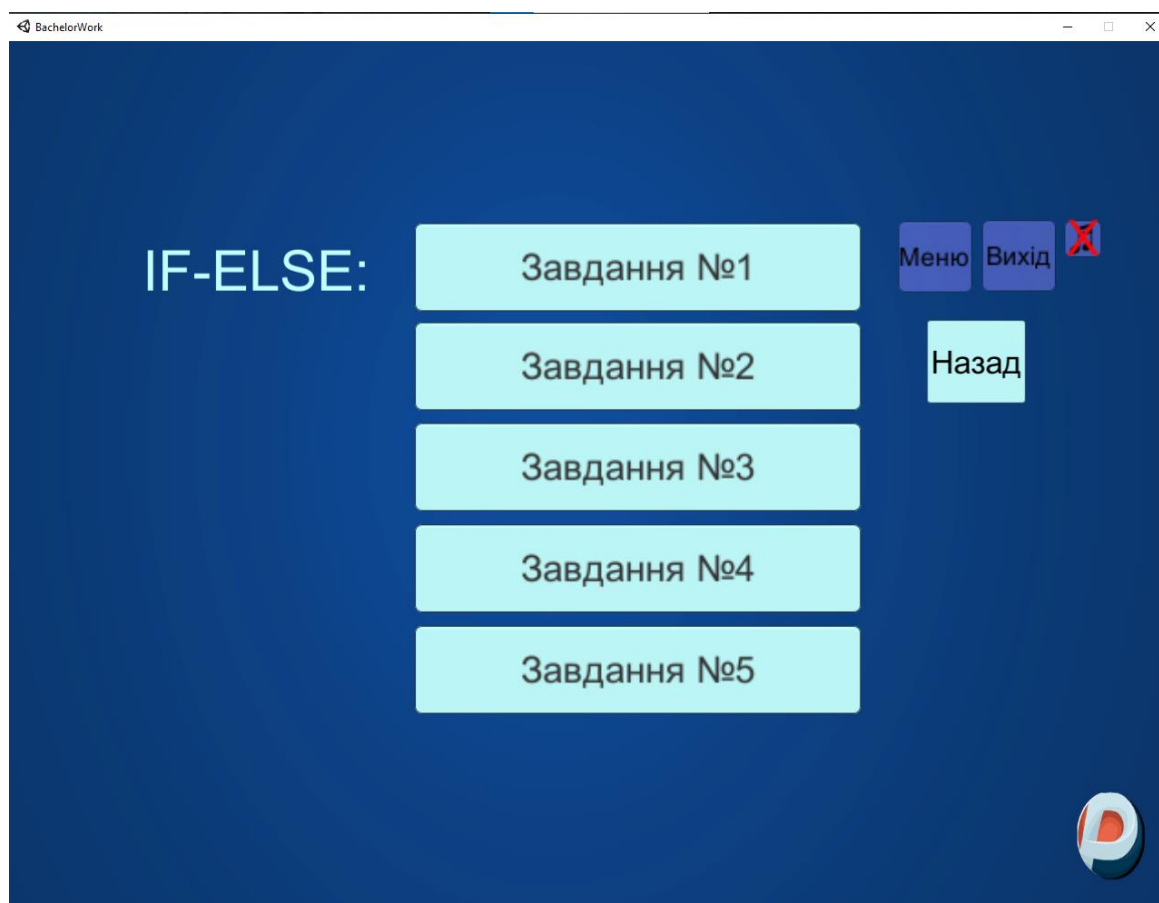 BachelorWork
IF-ELSE:
Завдання №1
Меню
Вихід
Завдання №2
Назад
Завдання №3
Завдання №4
Завдання №5